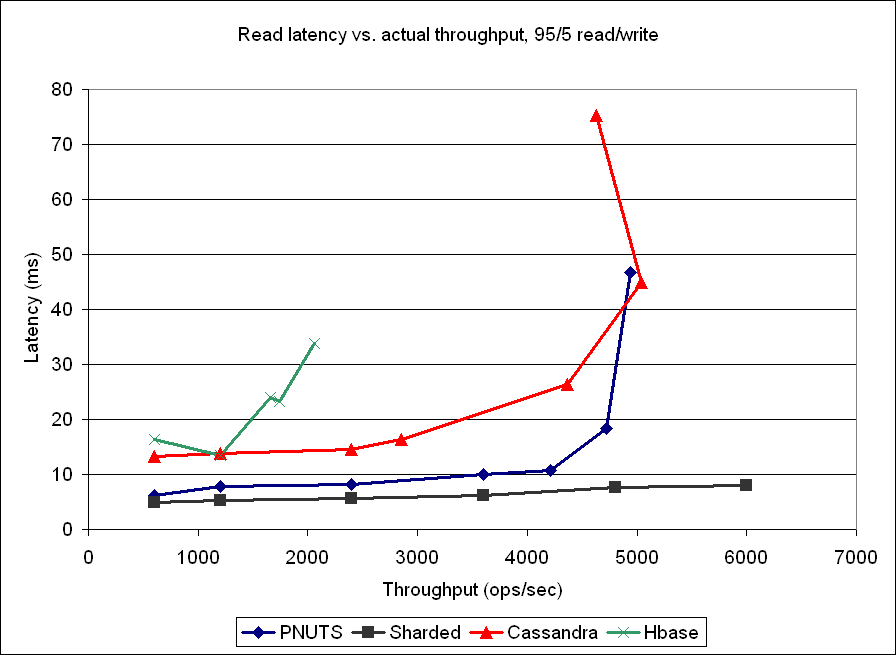 Read latency vs. actual throughput, 95/5 read/write
80
70
60
50
40
30
20
10
0
Latency (ms)
0 1000 2000 3000 4000 5000 6000 7000
Throughput (ops/sec)
PNUTS Sharded Cassandra Hbase